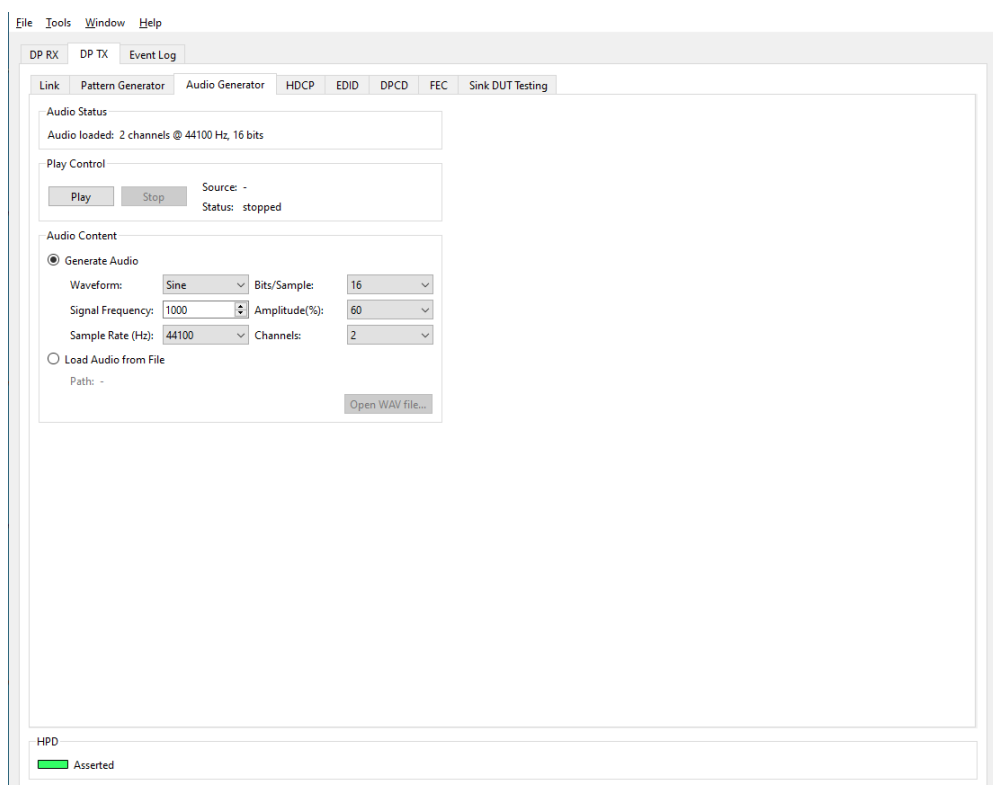 File Tools Window Help
DP RX DP TX Event Log
Link Pattern Generator Audio Generator HDCP EDID DPCD FEC Sink DUT Testing
Audio Status
Audio loaded: 2 channels @ 44100 Hz, 16 bits
Play Control
Play Stop Source: -
Status: stopped
Audio Content
Generate Audio
Waveform: Sine Bits/Sample: 16
Signal Frequency: 1000 Amplitude(%): 60
Sample Rate (Hz): 44100 Channels: 2
Load Audio from File
Path: -
Open WAV file...
HPD
Asserted